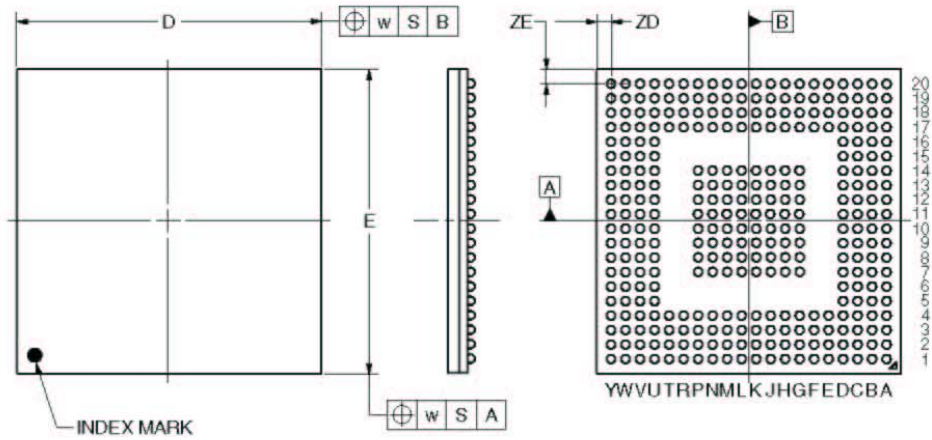 D
w S B
ZE
ZD
B
20
19
18
17
16
15
14
13
12
11
10
9
8
7
6
5
4
3
2
1
A
E
YWVUTRPNMLKJHGFEDCBA
w S A
INDEX MARK